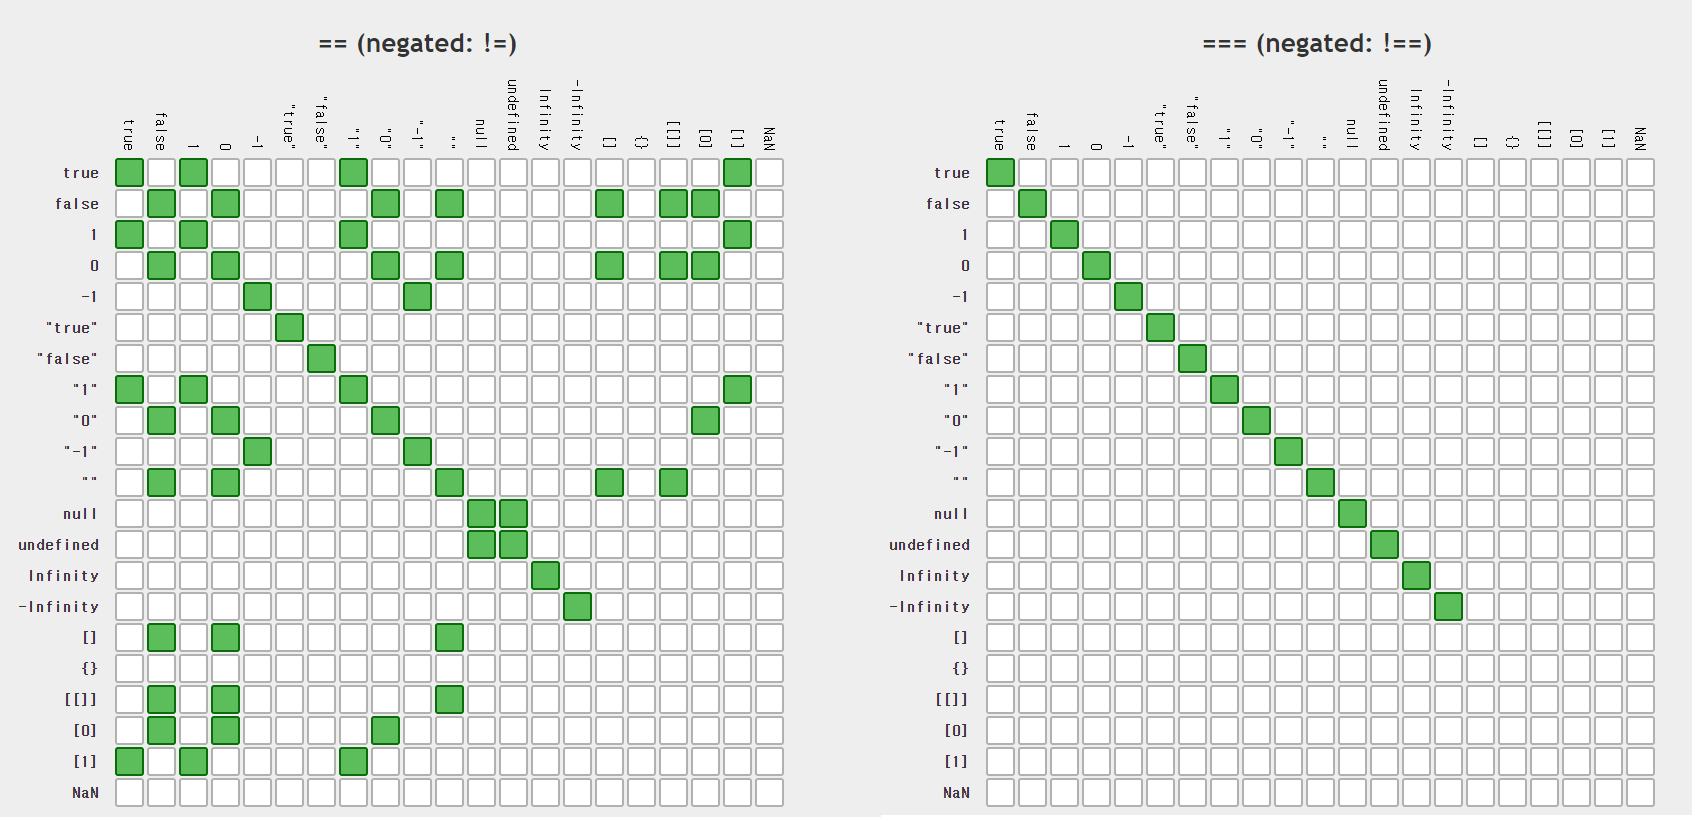 == (negated: !=)
true
false
1
0
-1
"true"
"false"
"1"
"0"
"-1"
""
null
undefined
Infinity
-Infinity
[]
{}
[[]]
[0]
[1]
NaN
true
false
1
0
-1
"true"
"false"
"1"
"0"
"-1"
""
null
undefined
Infinity
-Infinity
[]
{}
[[]]
[0]
[1]
NaN
=== (negated: !==)
true
false
1
0
-1
"true"
"false"
"1"
"0"
"-1"
""
null
undefined
Infinity
-Infinity
[]
{}
[[]]
[0]
[1]
NaN
true
false
1
0
-1
"true"
"false"
"1"
"0"
"-1"
""
null
undefined
Infinity
-Infinity
[]
{}
[[]]
[0]
[1]
NaN